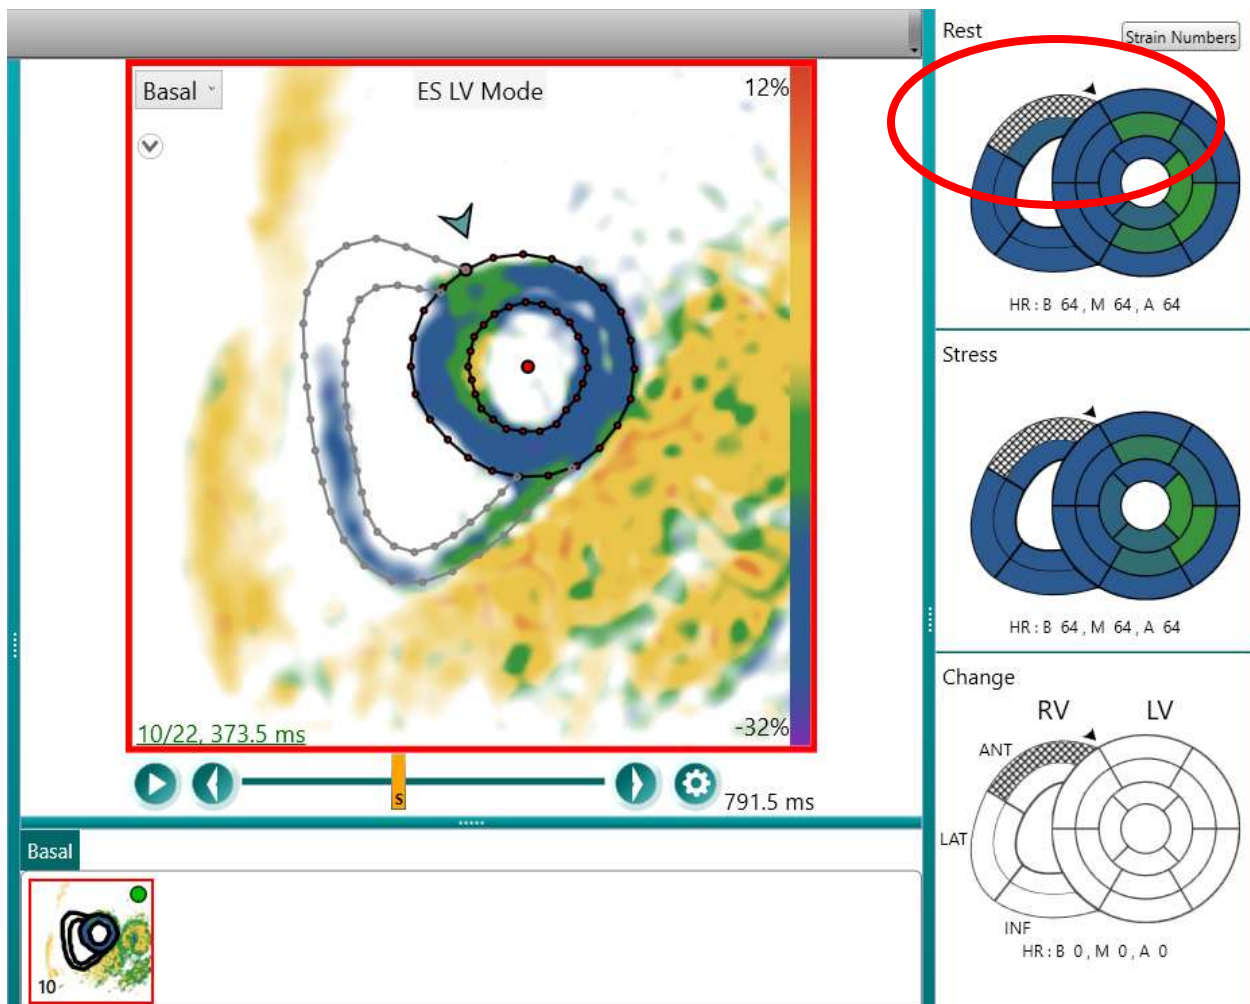 Basal
ES LV Mode
12%
10/22, 373.5 ms
-32%
S
791.5 ms
Basal
10
Rest
Strain Numbers
HR : B 64 , M 64 , A 64
Stress
HR : B 64 , M 64 , A 64
Change
RV LV
ANT
LAT
INF
HR : B 0 , M 0 , A 0